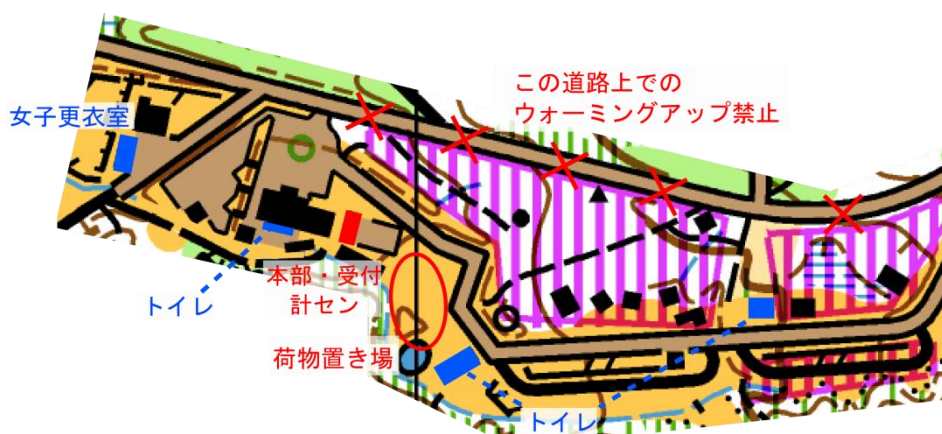 この道路上での
ウォーミングアップ禁止
女子更衣室
本部・受付
計セン
トイレ
荷物置き場
トイレ